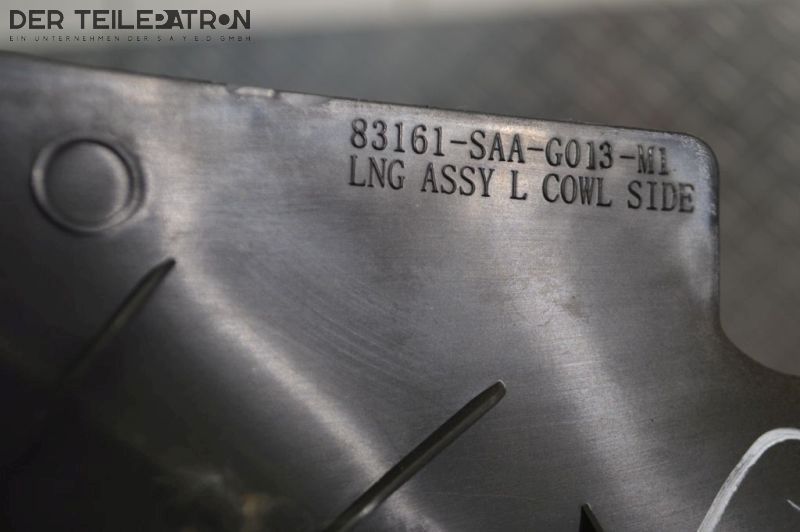 DER TEILEPATRON
EIN UNTERNEHMEN DER S A Y E D GMBH
83161-SAA-G013-M1
LNG ASSY L COWL SIDE